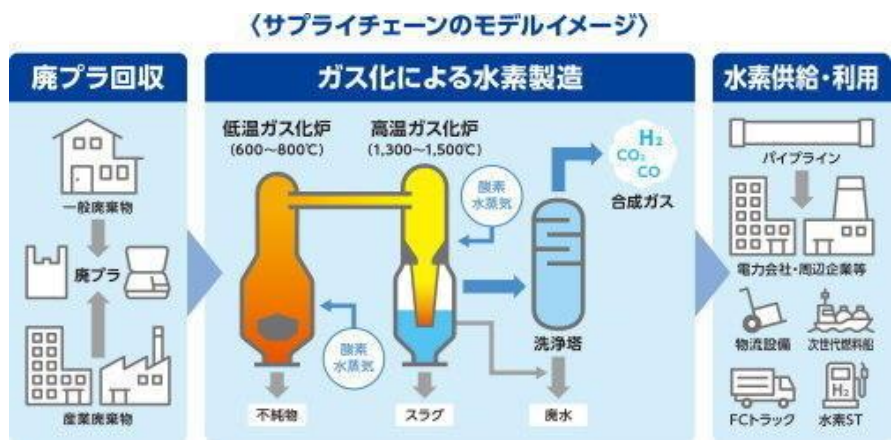 〈サプライチェーンのモデルイメージ〉
廃プラ回収
一般廃棄物
廃プラ
産業廃棄物
ガス化による水素製造
低温ガス化炉
(600～800℃)
高温ガス化炉
(1,300～1,500℃)
酸素
水蒸気
酸素
水蒸気
H₂
CO₂
CO
合成ガス
洗浄塔
不純物
スラグ
廃水
水素供給・利用
パイプライン
電力会社・周辺企業等
物流設備
次世代燃料船
H₂
FCトラック
水素ST